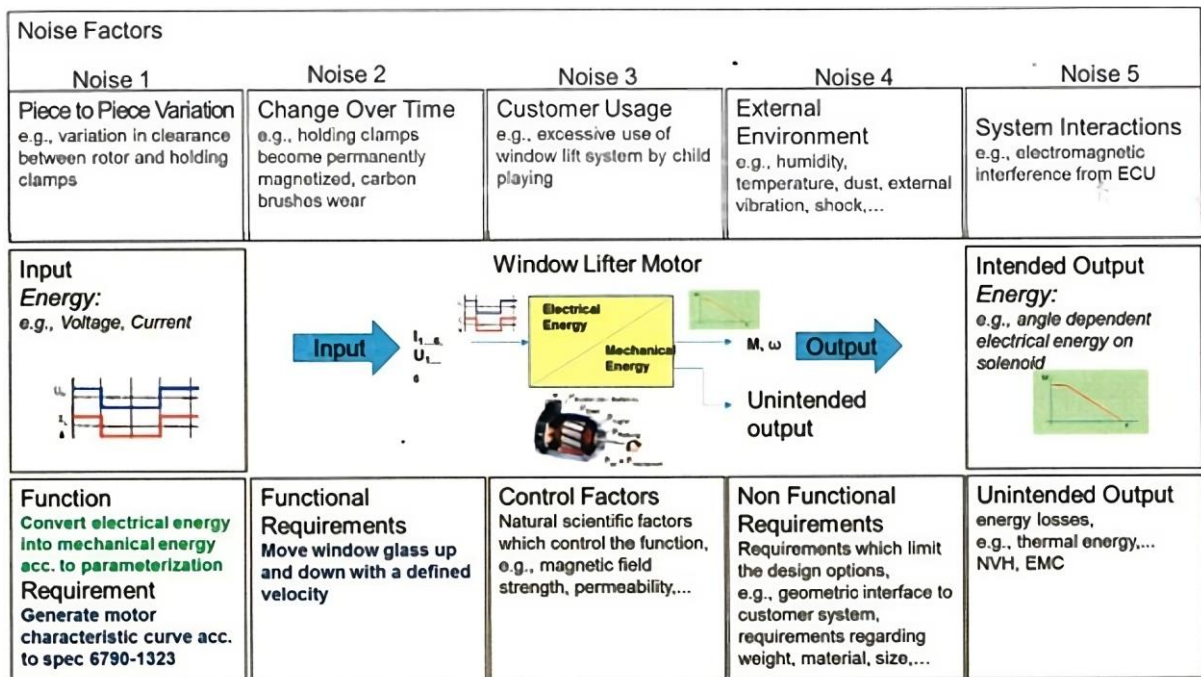 Noise Factors
Noise 1
Noise 2
Noise 3
Noise 4
Noise 5
Piece to Piece Variation
e.g., variation in clearance
between rotor and holding
clamps
Change Over Time
e.g., holding clamps
become permanently
magnetized, carbon
brushes wear
Customer Usage
e.g., excessive use of
window lift system by child
playing
External
Environment
e.g., humidity,
temperature, dust, external
vibration, shock,...
System Interactions
e.g., electromagnetic
interference from ECU
Input
Energy:
e.g., Voltage, Current
Window Lifter Motor
Input
I1...6,
U1...
6
Electrical
Energy
Mechanical
Energy
M, ω
Output
Unintended
output
Intended Output
Energy:
e.g., angle dependent
electrical energy on
solenoid
Function
Convert electrical energy
into mechanical energy
acc. to parameterization
Requirement
Generate motor
characteristic curve acc.
to spec 6790-1323
Functional
Requirements
Move window glass up
and down with a defined
velocity
Control Factors
Natural scientific factors
which control the function,
e.g., magnetic field
strength, permeability,...
Non Functional
Requirements
Requirements which limit
the design options,
e.g., geometric interface to
customer system,
requirements regarding
weight, material, size,...
Unintended Output
energy losses,
e.g., thermal energy,...
NVH, EMC